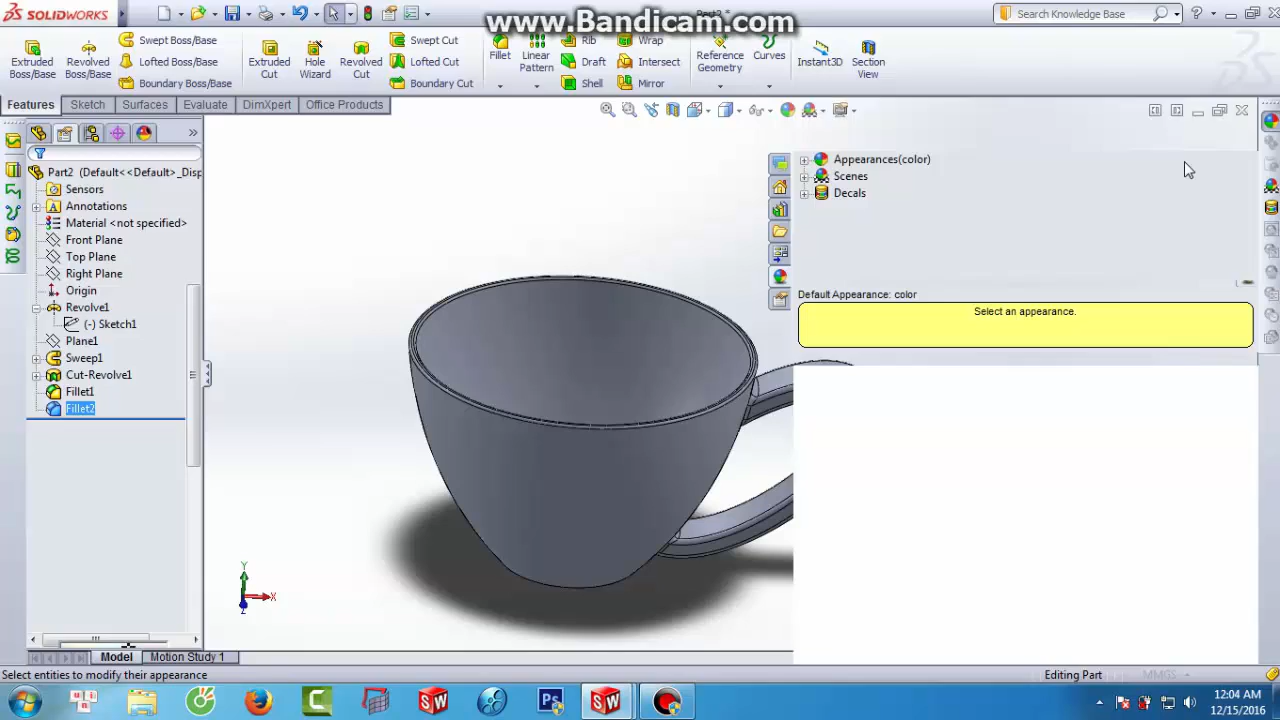 www.Bandicam.com
SOLIDWORKS
Search Knowledge Base
Extruded Boss/Base
Revolved Boss/Base
Swept Boss/Base
Lofted Boss/Base
Boundary Boss/Base
Extruded Cut
Hole Wizard
Revolved Cut
Swept Cut
Lofted Cut
Boundary Cut
Fillet
Linear Pattern
Rib
Draft
Shell
Wrap
Intersect
Mirror
Reference Geometry
Curves
Instant3D
Section View
Features
Sketch
Surfaces
Evaluate
DimXpert
Office Products
Part2 (Default<<Default>_Disp
Sensors
Annotations
Material <not specified>
Front Plane
Top Plane
Right Plane
Origin
Revolve1
(-) Sketch1
Plane1
Sweep1
Cut-Revolve1
Fillet1
Fillet2
Appearances(color)
Scenes
Decals
Default Appearance: color
Select an appearance.
Y
X
Z
Model
Motion Study 1
Select entities to modify their appearance
Editing Part
MMGS
12:04 AM
12/15/2016